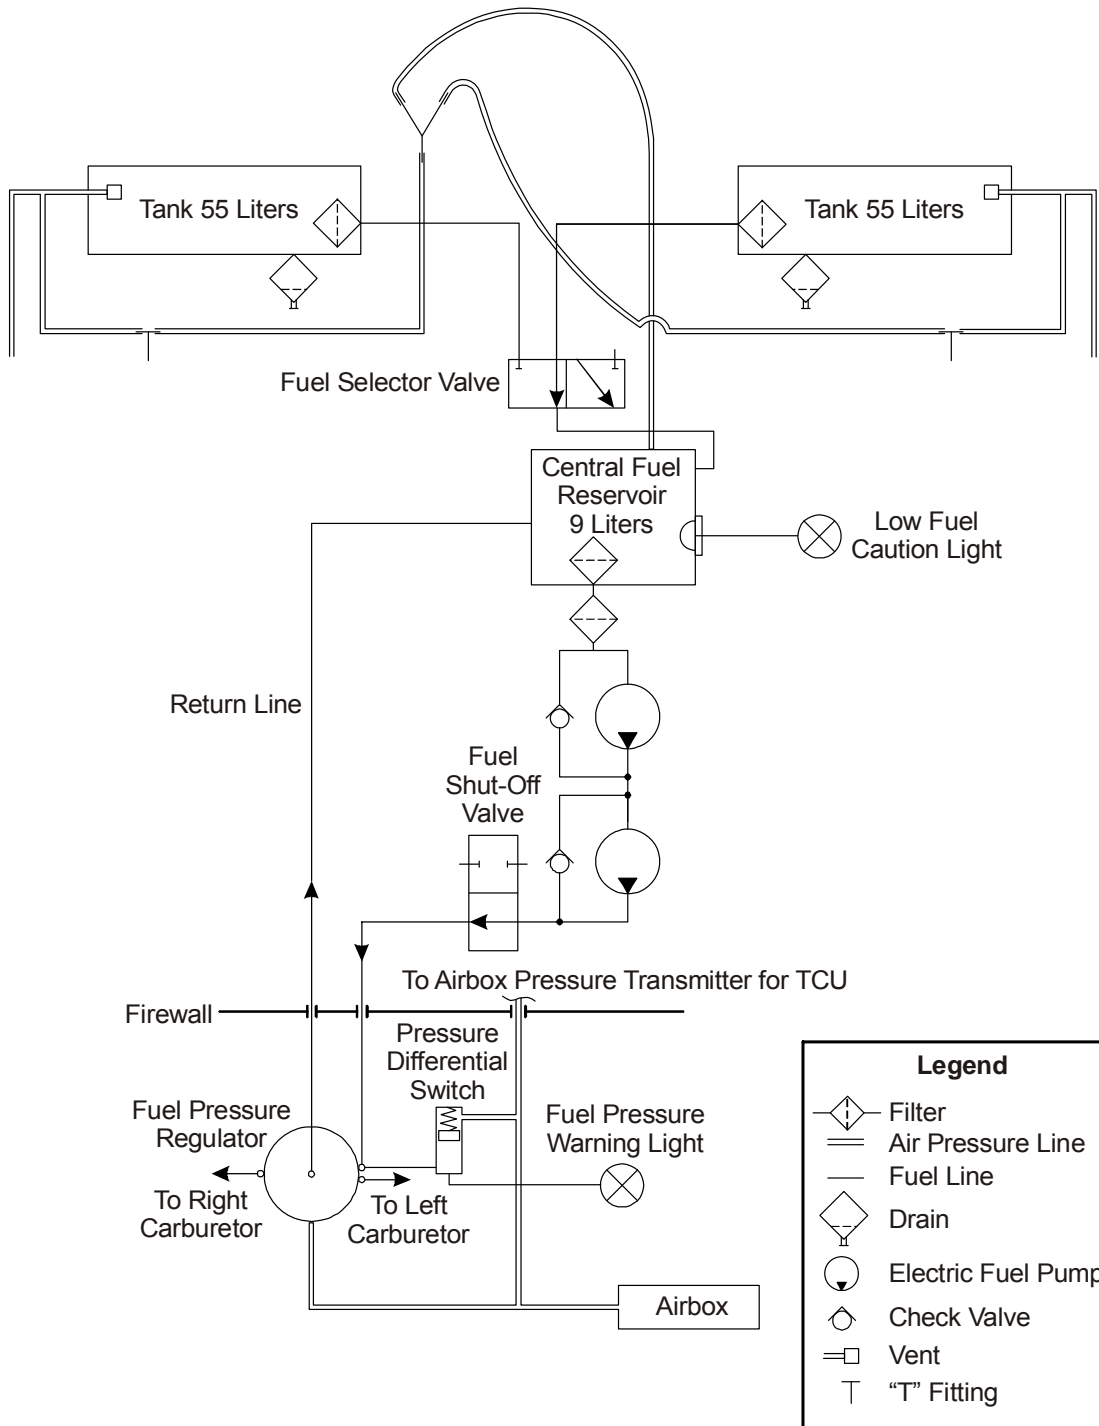 Tank 55 Liters
Tank 55 Liters
Fuel Selector Valve
Central Fuel
Reservoir
9 Liters
Low Fuel
Caution Light
Return Line
Fuel
Shut-Off
Valve
To Airbox Pressure Transmitter for TCU
Firewall
Pressure
Differential
Switch
Fuel Pressure
Regulator
Fuel Pressure
Warning Light
To Right
Carburetor
To Left
Carburetor
Airbox
Legend
Filter
Air Pressure Line
Fuel Line
Drain
Electric Fuel Pump
Check Valve
Vent
“T” Fitting